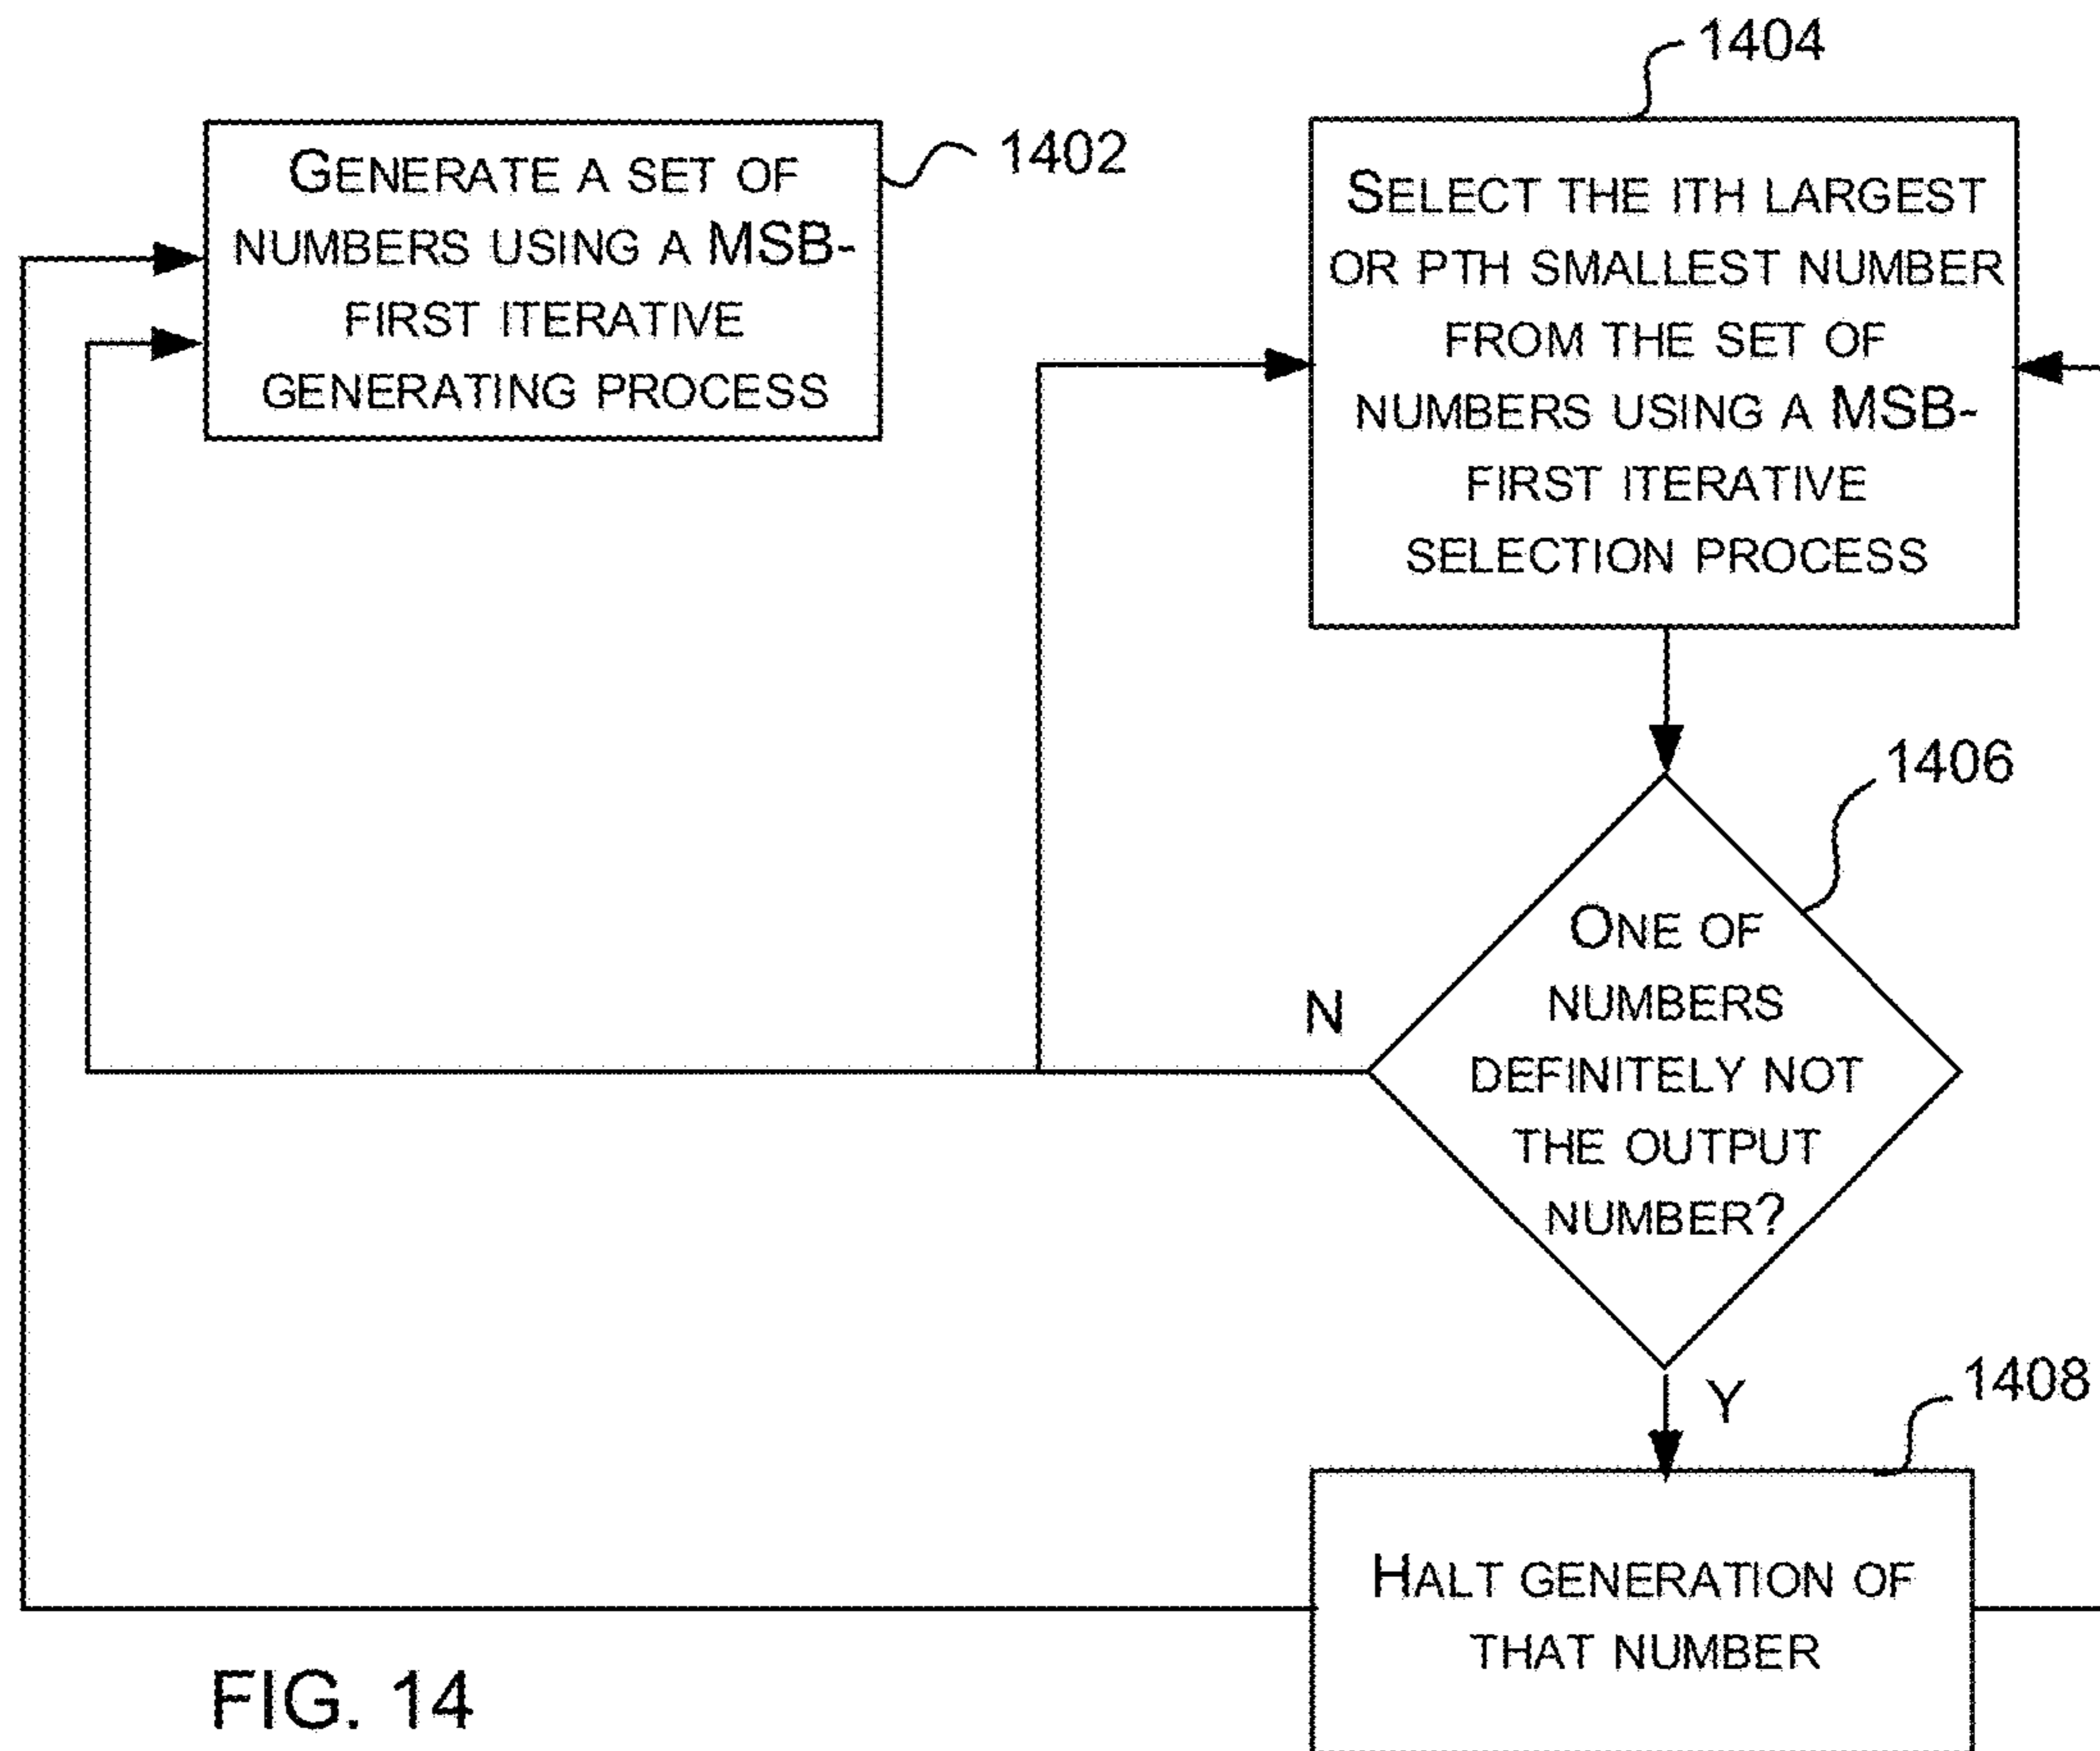 1404
1402
GENERATE A SET OF
NUMBERS USING A MSB-
FIRST ITERATIVE
GENERATING PROCESS
SELECT THE ITH LARGEST
OR PTH SMALLEST NUMBER
FROM THE SET OF
NUMBERS USING A MSB-
FIRST ITERATIVE
SELECTION PROCESS
1406
ONE OF
NUMBERS
DEFINITELY NOT
THE OUTPUT
NUMBER?
N
Y
1408
HALT GENERATION OF
THAT NUMBER
FIG. 14